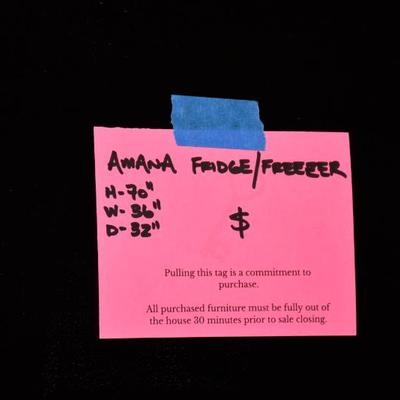 AMANA FRIDGE/FREEZER
H-70"
W-36"
D-32"
$
Pulling this tag is a commitment to
purchase.
All purchased furniture must be fully out of
the house 30 minutes prior to sale closing.